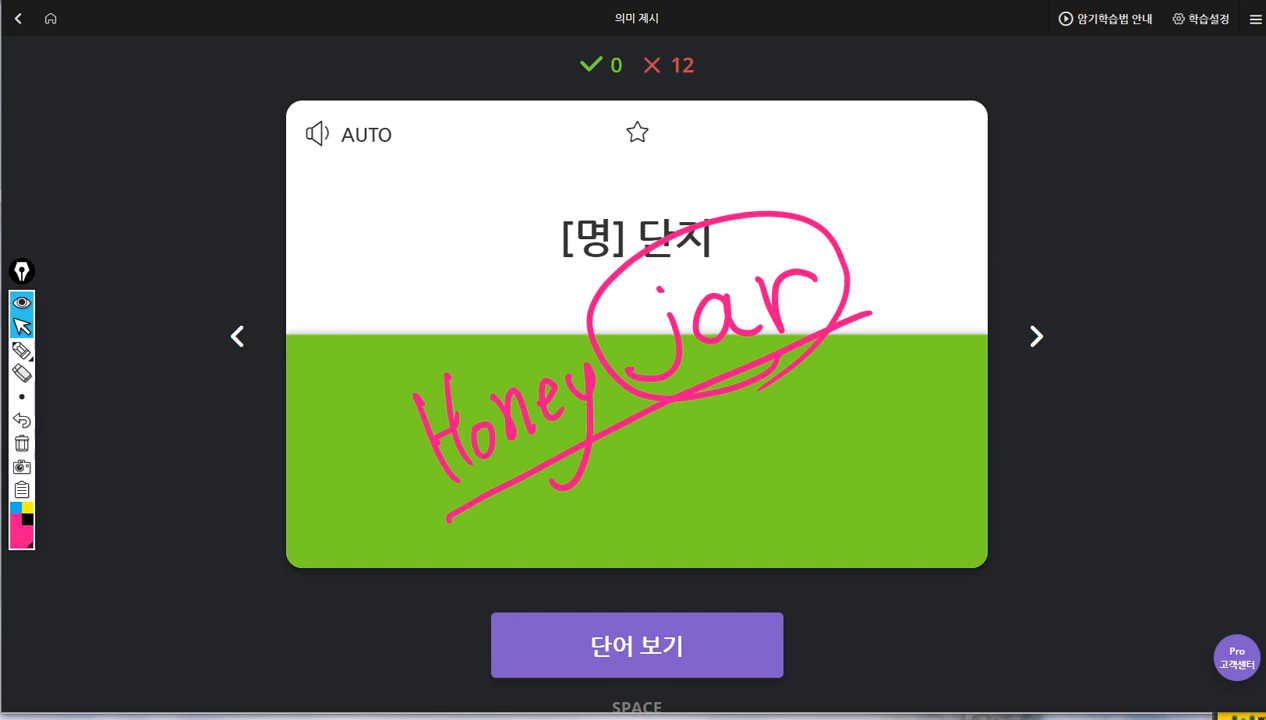 의미 제시
암기학습법 안내
학습설정
0
12
AUTO
[명] 단지
Honey jar
단어 보기
Pro
고객센터
SPACE